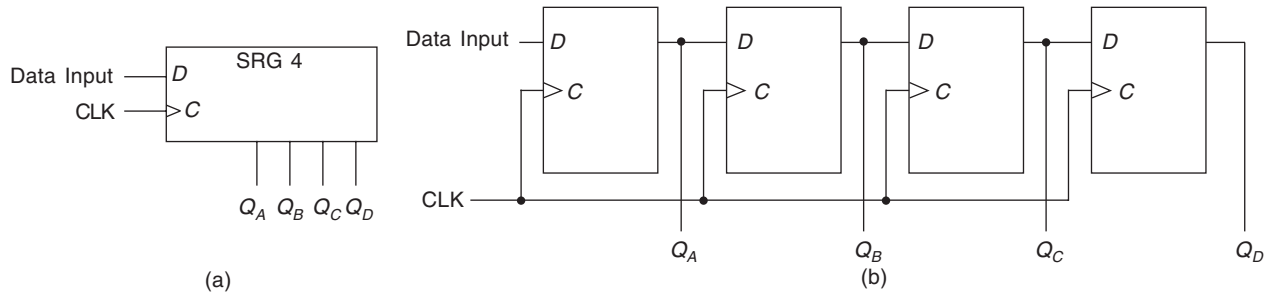 SRG 4
Data Input
D
CLK
C
Q_A Q_B Q_C Q_D
(a)
Data Input
D D D D
C C C C
CLK
Q_A Q_B Q_C Q_D
(b)